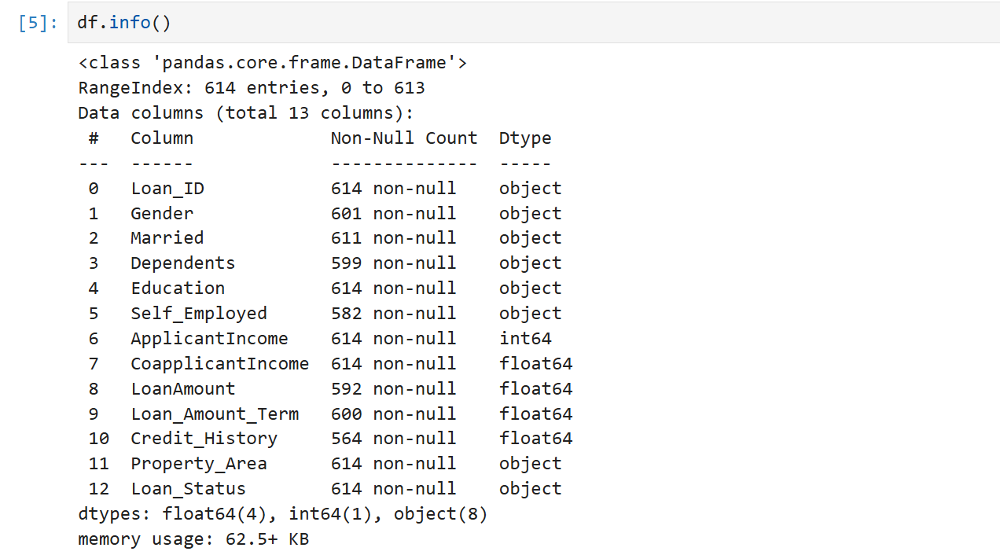 [5]: df.info()
<class 'pandas.core.frame.DataFrame'>
RangeIndex: 614 entries, 0 to 613
Data columns (total 13 columns):
 #   Column             Non-Null Count  Dtype
---  ------             --------------  -----
 0   Loan_ID            614 non-null    object
 1   Gender             601 non-null    object
 2   Married            611 non-null    object
 3   Dependents         599 non-null    object
 4   Education          614 non-null    object
 5   Self_Employed      582 non-null    object
 6   ApplicantIncome    614 non-null    int64
 7   CoapplicantIncome  614 non-null    float64
 8   LoanAmount         592 non-null    float64
 9   Loan_Amount_Term   600 non-null    float64
 10  Credit_History     564 non-null    float64
 11  Property_Area      614 non-null    object
 12  Loan_Status        614 non-null    object
dtypes: float64(4), int64(1), object(8)
memory usage: 62.5+ KB